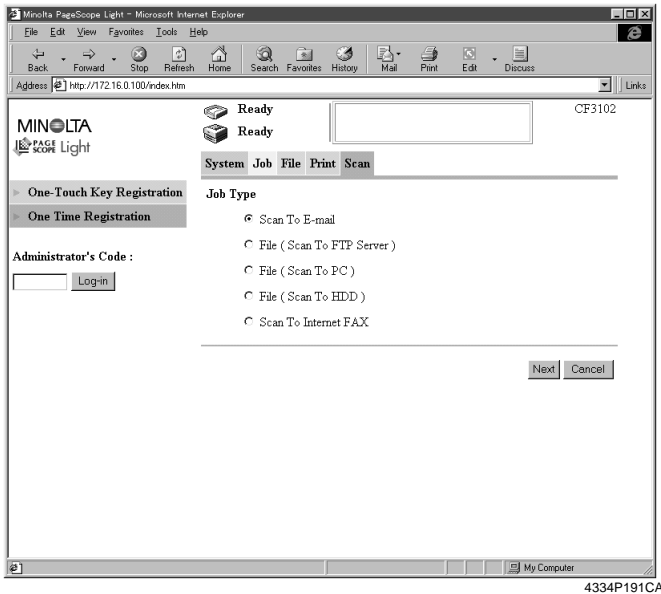 Minolta PageScope Light - Microsoft Internet Explorer
File Edit View Favorites Tools Help
Back Forward Stop Refresh Home Search Favorites History Mail Print Edit Discuss
Address http://172.16.0.100/index.htm Links
MINOLTA
PAGE SCOPE Light
Ready
Ready
CF3102
System Job File Print Scan
One-Touch Key Registration
One Time Registration
Administrator's Code :
Log-in
Job Type
Scan To E-mail
File ( Scan To FTP Server )
File ( Scan To PC )
File ( Scan To HDD )
Scan To Internet FAX
Next Cancel
My Computer
4334P191CA